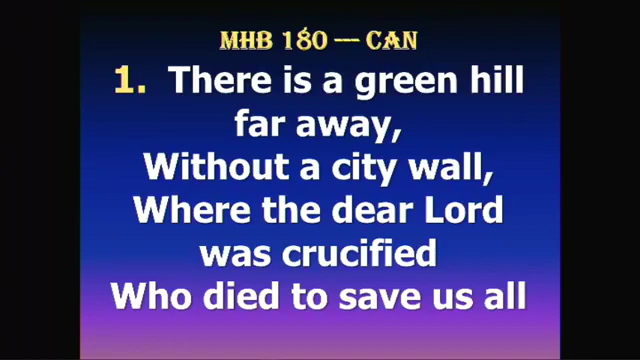 MHB 180 --- CAN
1. There is a green hill
far away,
Without a city wall,
Where the dear Lord
was crucified
Who died to save us all